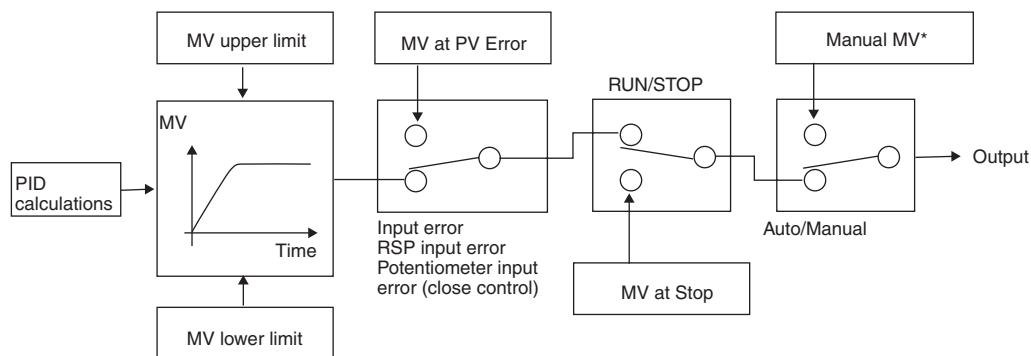 MV upper limit
MV at PV Error
Manual MV*
RUN/STOP
MV
PID
calculations
Time
Output
Input error
RSP input error
Potentiometer input
error (close control)
Auto/Manual
MV at Stop
MV lower limit